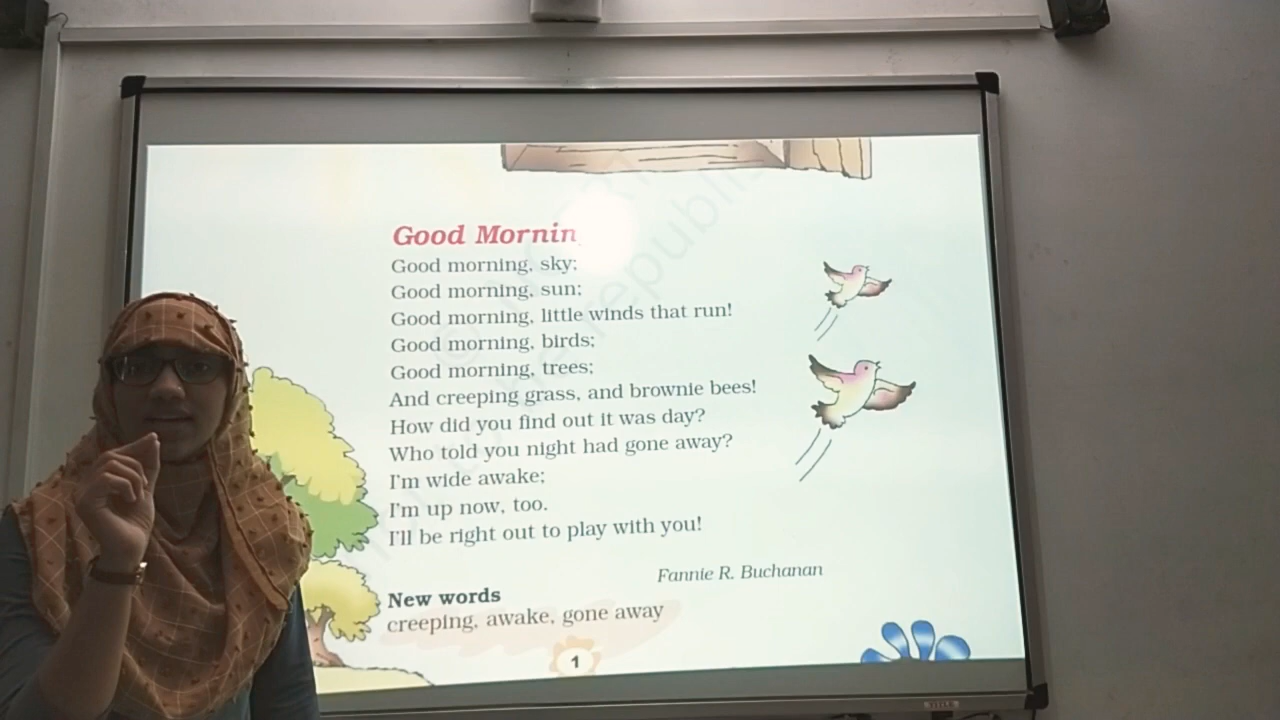 Good Mornin
Good morning, sky;
Good morning, sun;
Good morning, little winds that run!
Good morning, birds;
Good morning, trees;
And creeping grass, and brownie bees!
How did you find out it was day?
Who told you night had gone away?
I'm wide awake;
I'm up now, too.
I'll be right out to play with you!
Fannie R. Buchanan
New words
creeping, awake, gone away
1